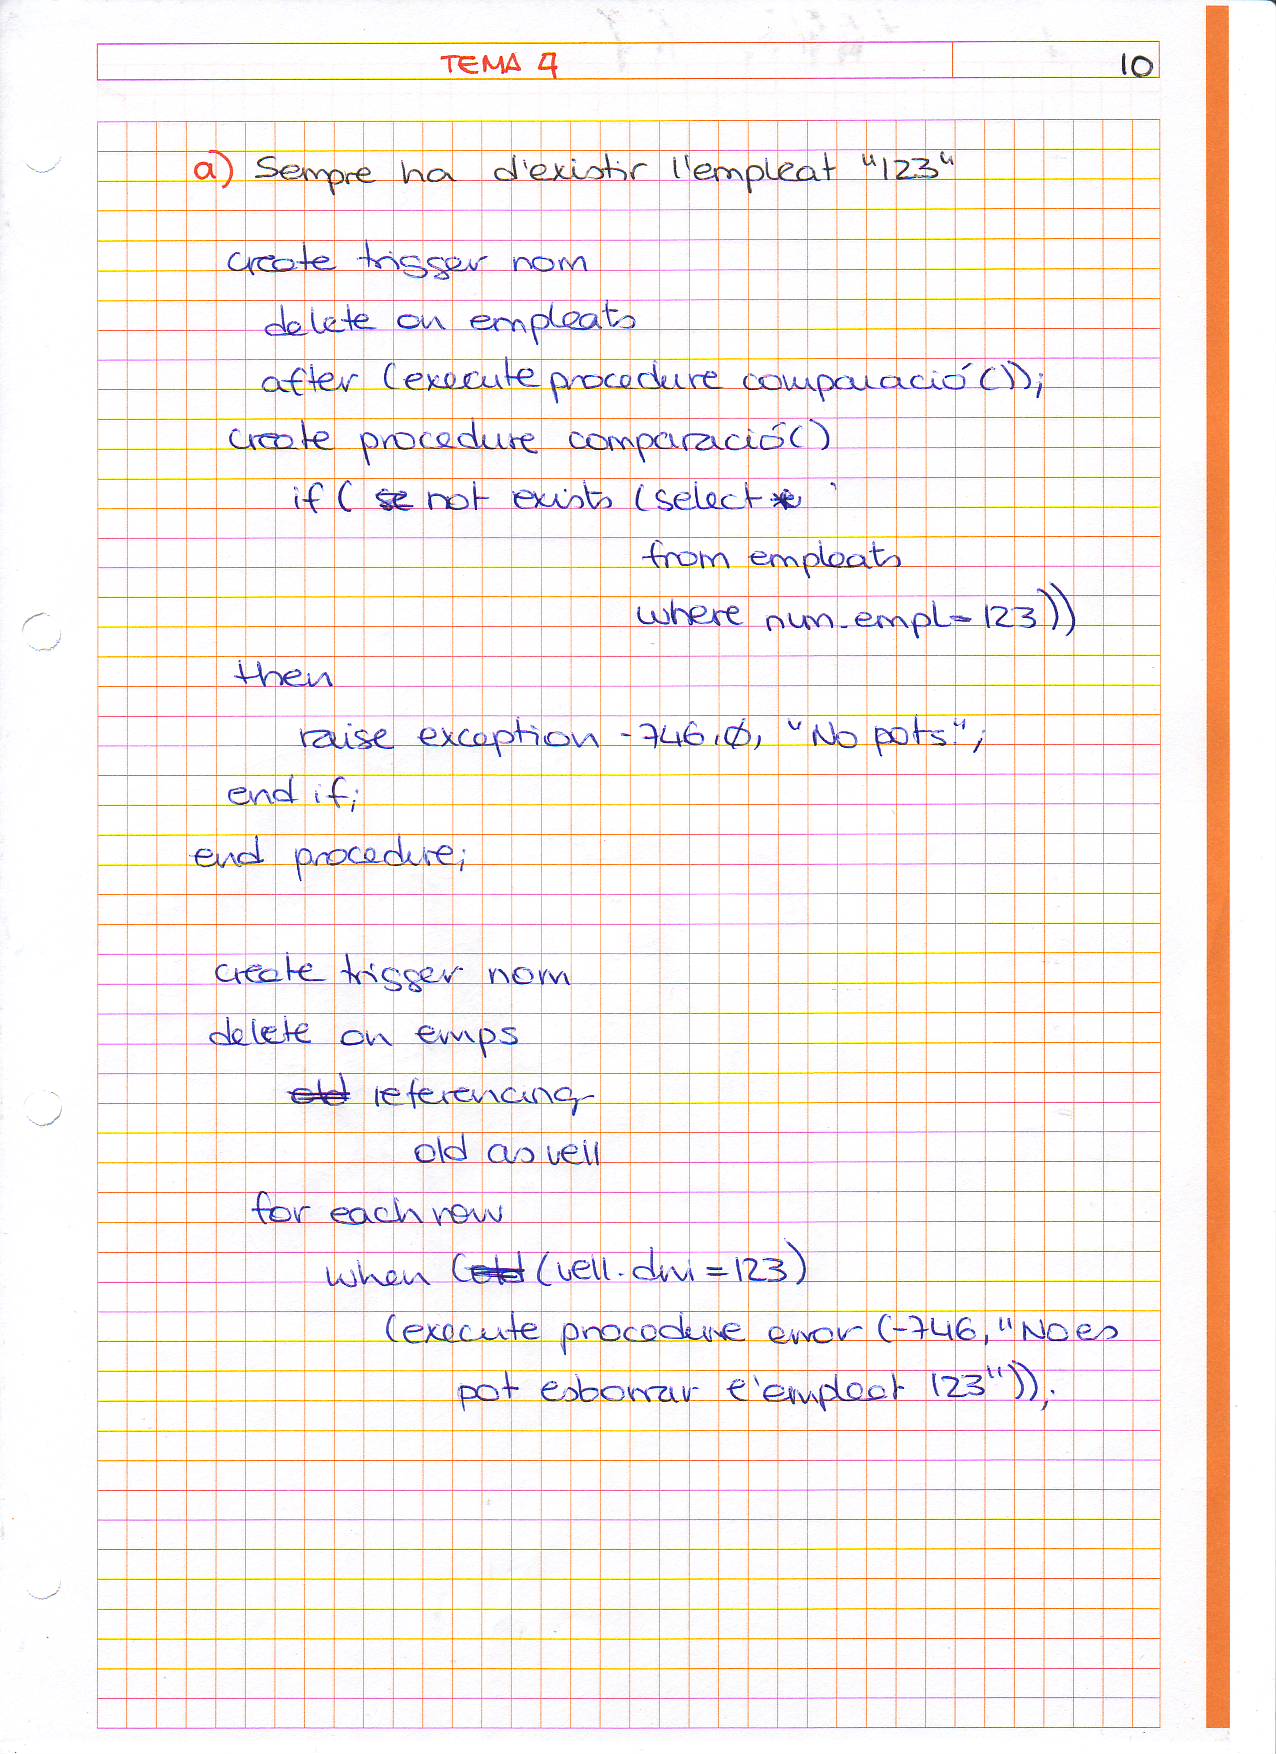 TEMA 4
10
a) Sempre ha d'existir l'empleat "123"
create trigger nom
delete on empleats
after (execute procedure comparació());
create procedure comparació()
if ( not exists (select *
from empleats
where num-empl = 123))
then
raise exception -746,0, "No pots.";
end if;
end procedure;
create trigger nom
delete on emps
referencing
old as vell
for each row
when (vell.dni = 123)
(execute procedure error (-746, "No es
pot esborrar l'empleat 123"));